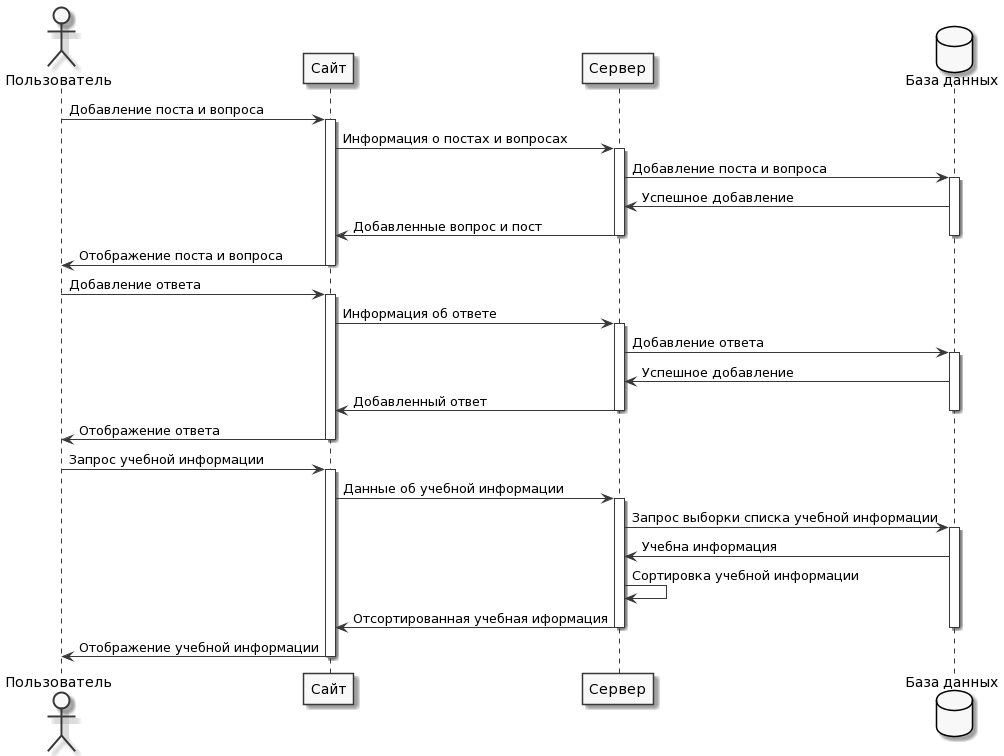 Пользователь
Сайт
Сервер
База данных
Добавление поста и вопроса
Информация о постах и вопросах
Добавление поста и вопроса
Успешное добавление
Добавленные вопрос и пост
Отображение поста и вопроса
Добавление ответа
Информация об ответе
Добавление ответа
Успешное добавление
Добавленный ответ
Отображение ответа
Запрос учебной информации
Данные об учебной информации
Запрос выборки списка учебной информации
Учебна информация
Сортировка учебной информации
Отсортированная учебная иформация
Отображение учебной информации
Пользователь
Сайт
Сервер
База данных